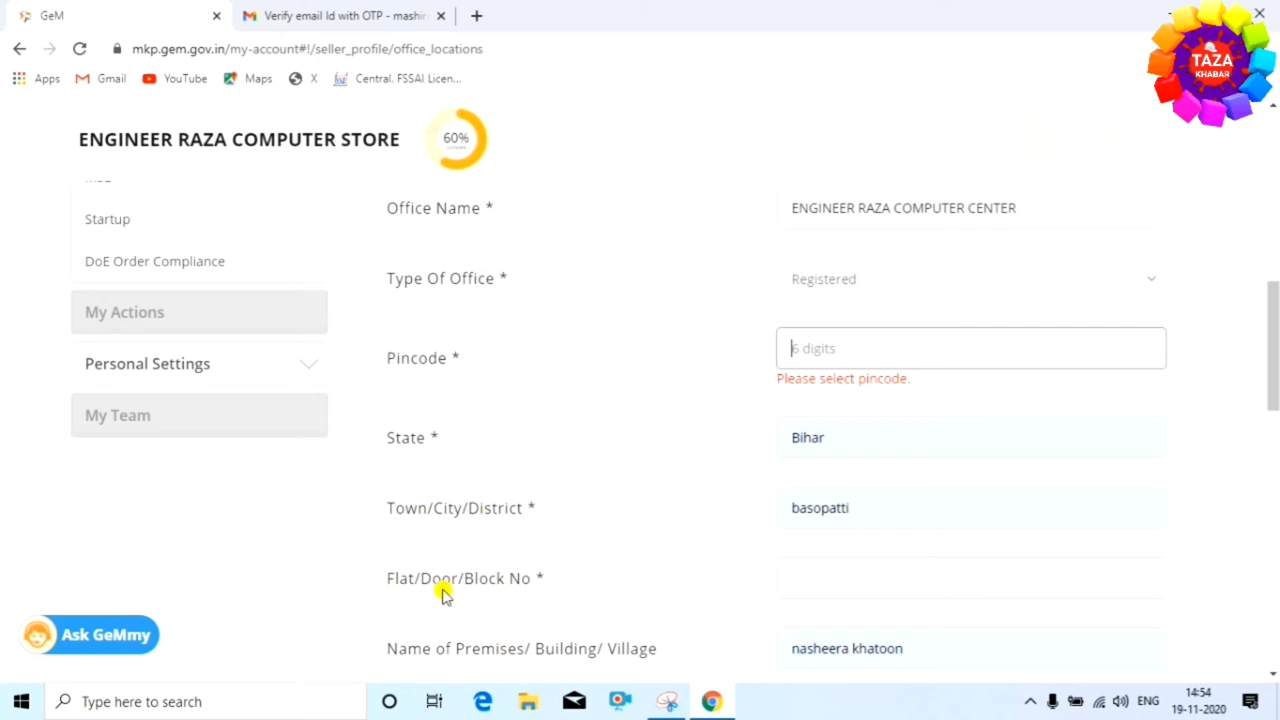 GeM
Verify email Id with OTP - mashir
mkp.gem.gov.in/my-account#!/seller_profile/office_locations
Apps
Gmail
YouTube
Maps
X
Central. FSSAI Licen...
TAZA
KHABAR
ENGINEER RAZA COMPUTER STORE
60%
Startup
DoE Order Compliance
My Actions
Personal Settings
My Team
Office Name *
ENGINEER RAZA COMPUTER CENTER
Type Of Office *
Registered
Pincode *
6 digits
Please select pincode.
State *
Bihar
Town/City/District *
basopatti
Flat/Door/Block No *
Name of Premises/ Building/ Village
nasheera khatoon
Ask GeMmy
Type here to search
ENG
14:54
19-11-2020